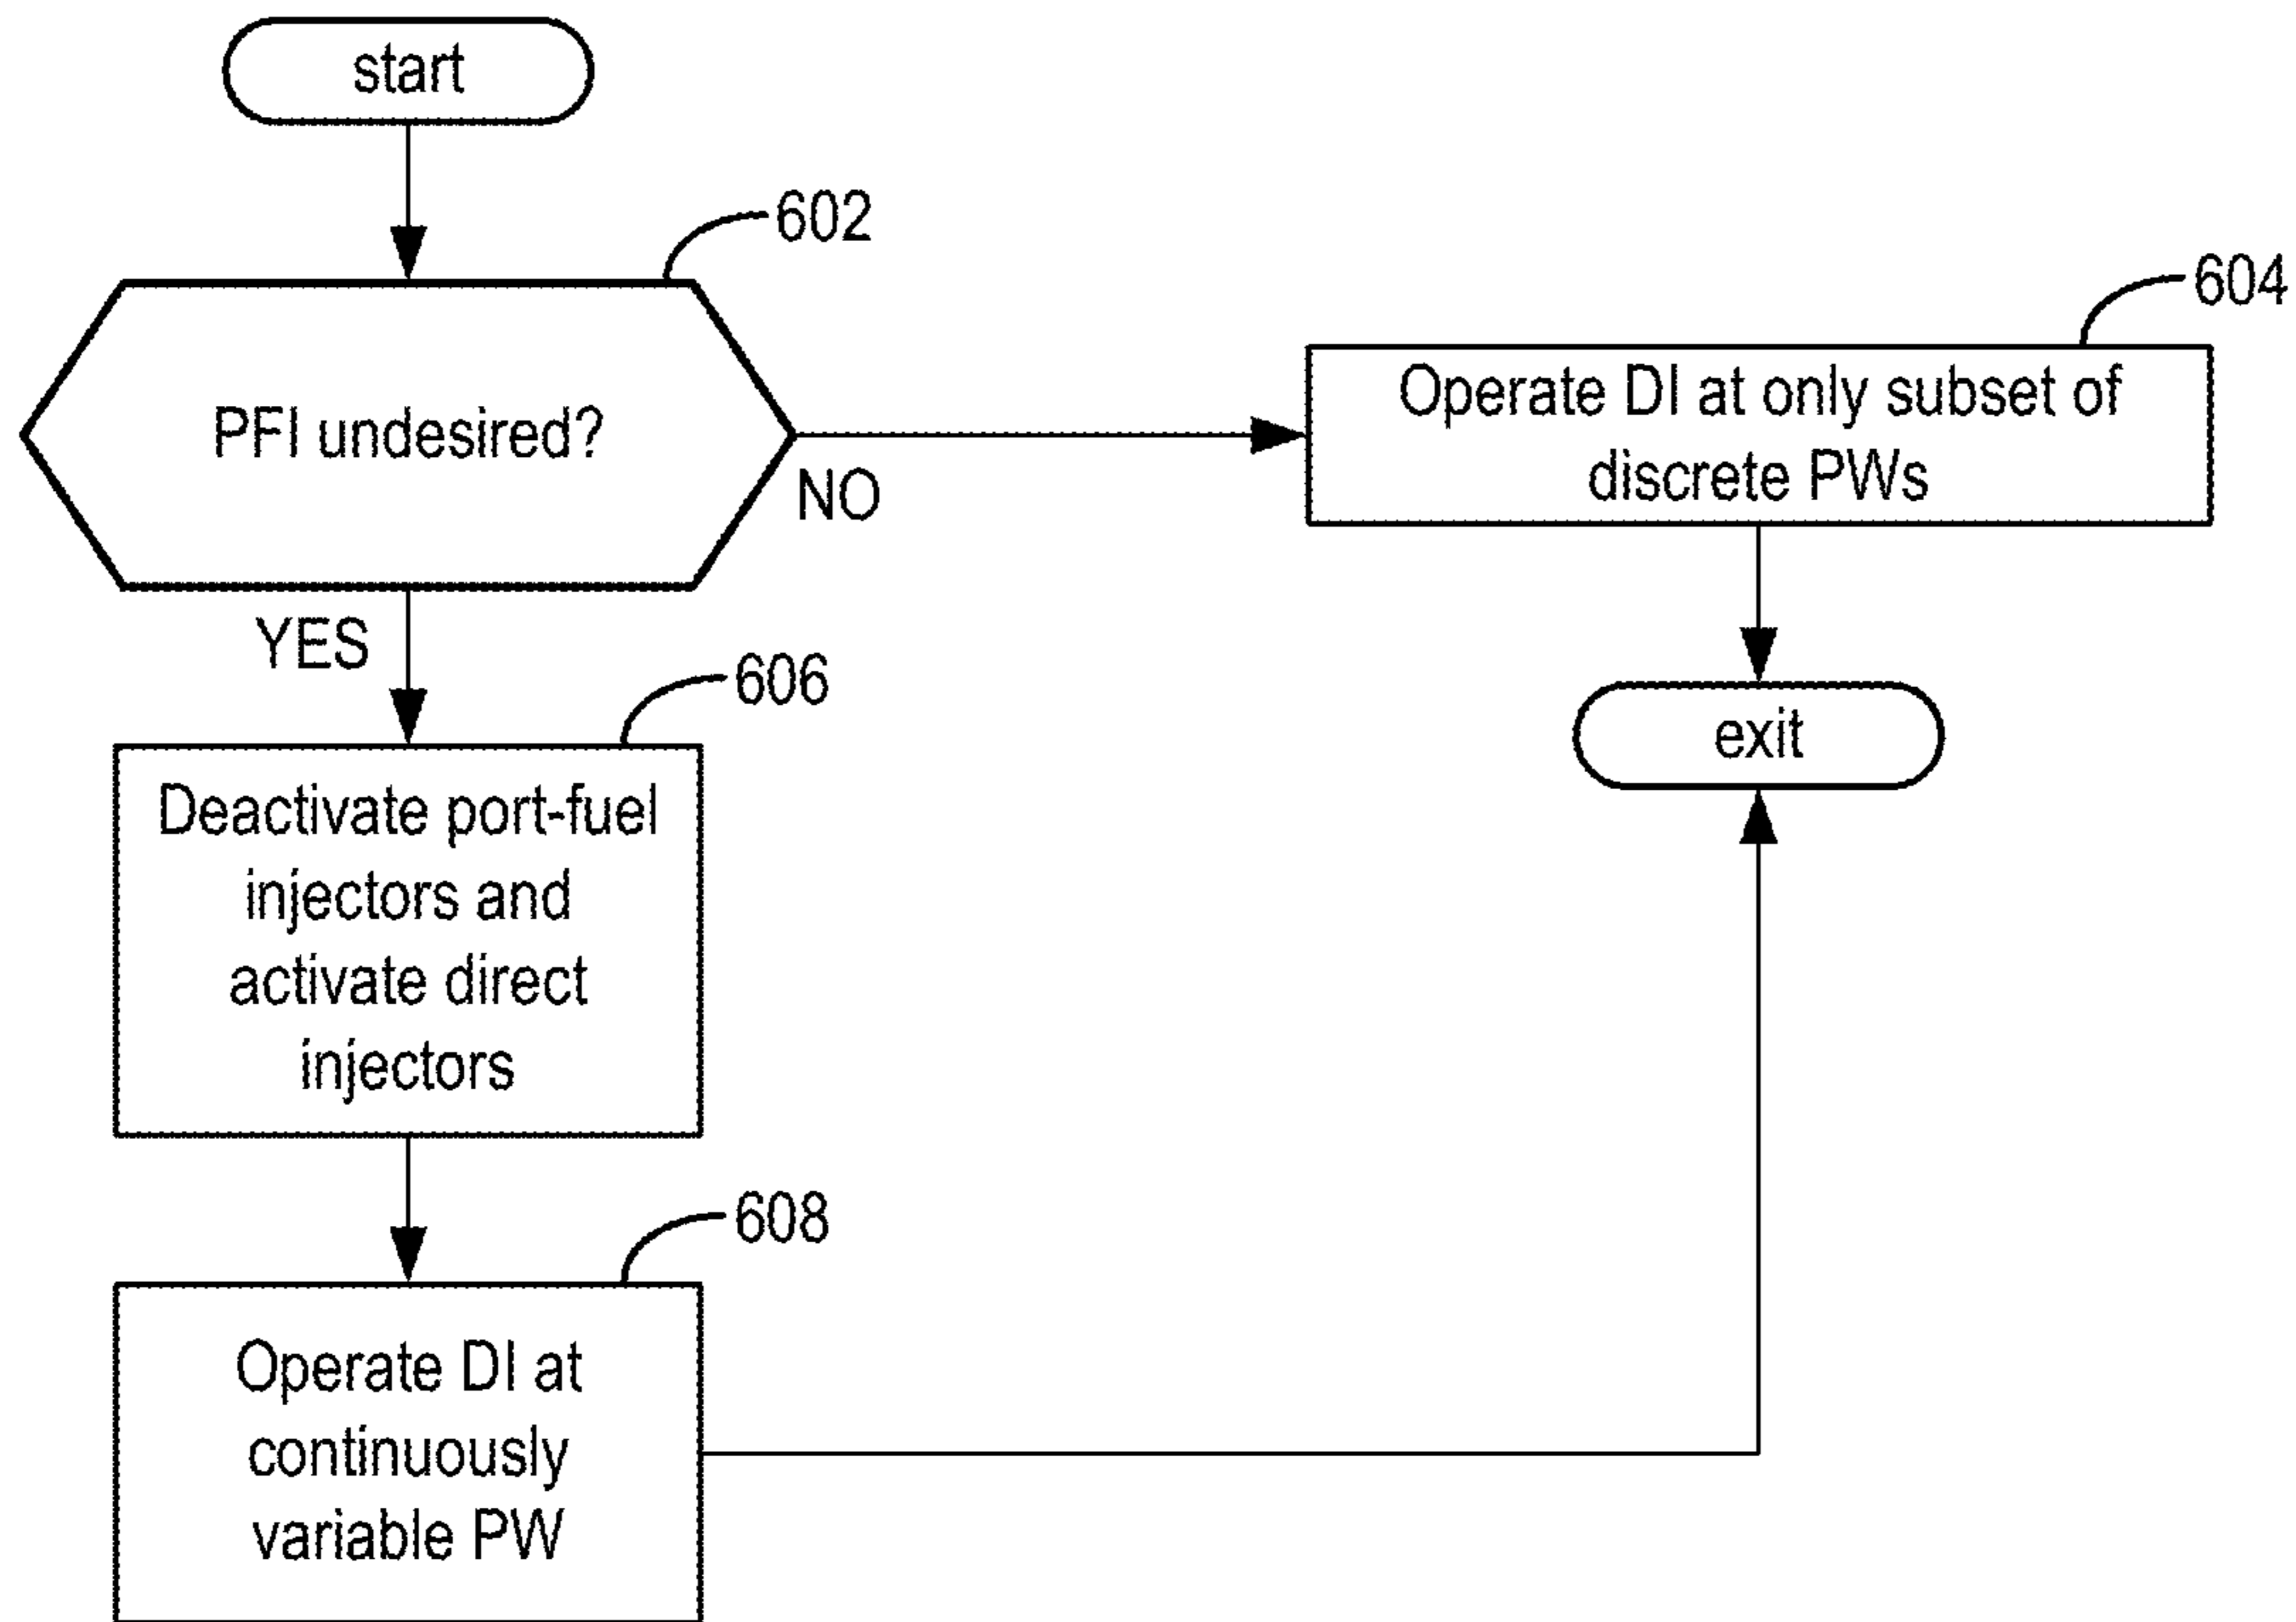 start
602
PFI undesired?
NO
YES
604
Operate DI at only subset of
discrete PWs
exit
606
Deactivate port-fuel
injectors and
activate direct
injectors
608
Operate DI at
continuously
variable PW